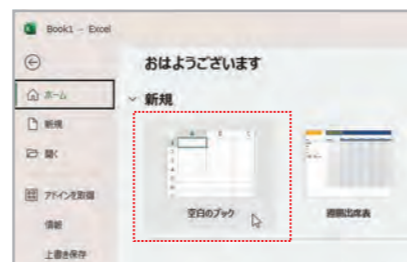 Book1 - Excel
おはようございます
ホーム
新規
新規
開く
空白のブック
週間出席表
アドインを取得
情報
上書き保存